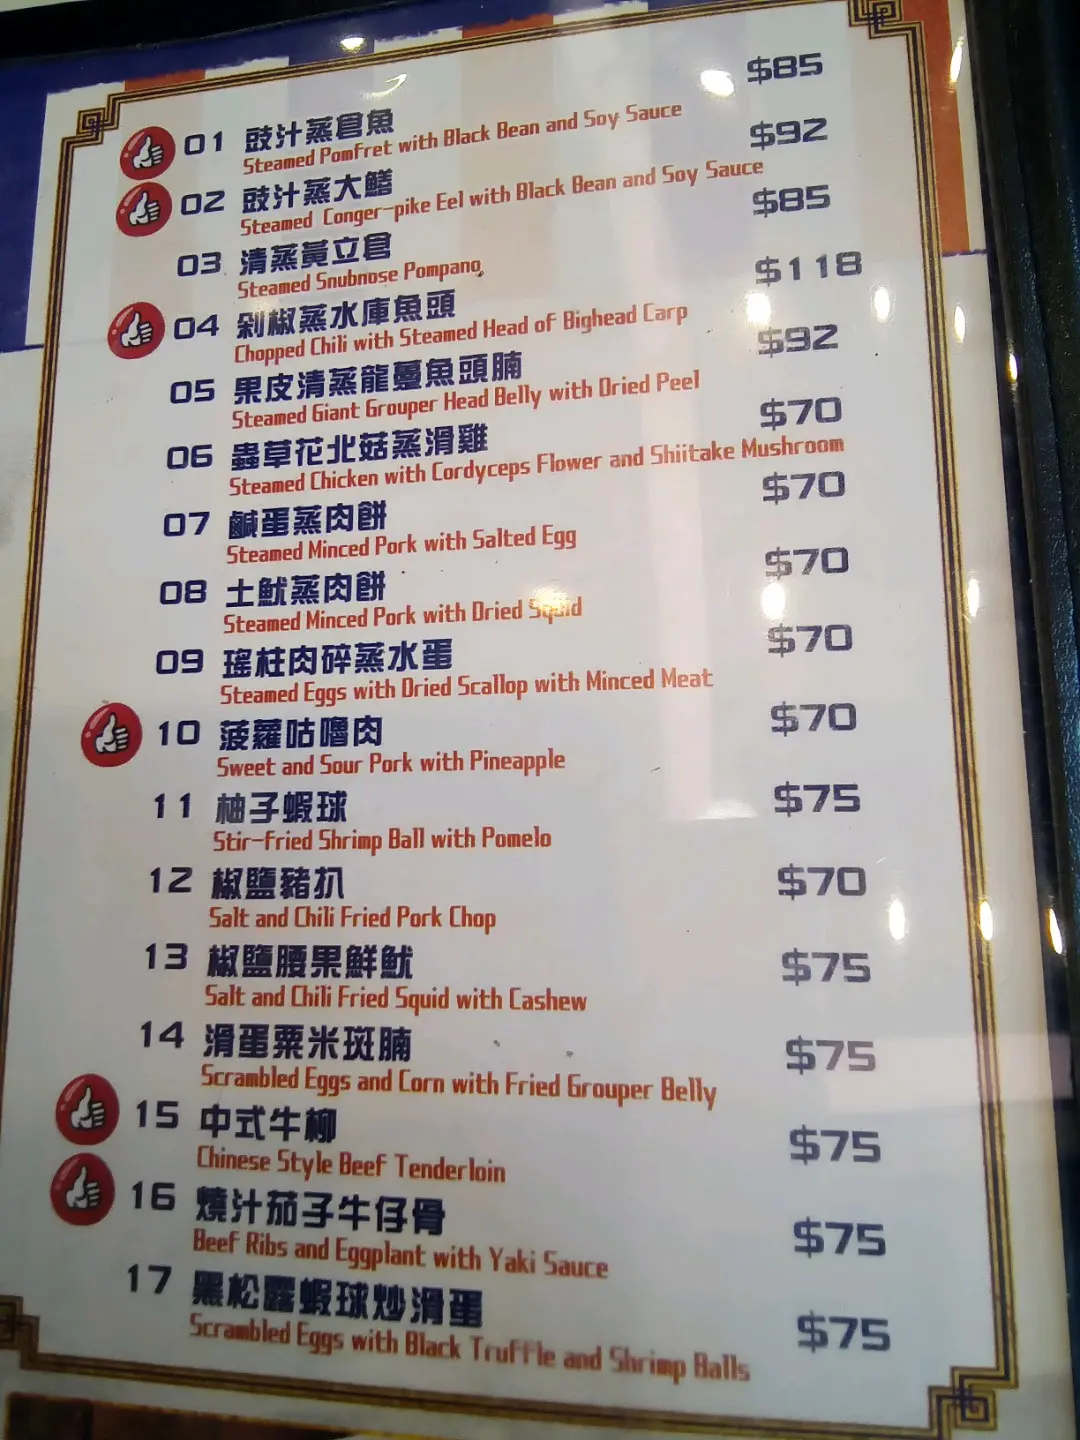 01 豉汁蒸倉魚 $85
Steamed Pomfret with Black Bean and Soy Sauce
02 豉汁蒸大鱔 $92
Steamed Conger-pike Eel with Black Bean and Soy Sauce
03 清蒸黃立倉 $85
Steamed Snubnose Pompano
04 剁椒蒸水庫魚頭 $118
Chopped Chili with Steamed Head of Bighead Carp
05 果皮清蒸龍躉魚頭腩 $92
Steamed Giant Grouper Head Belly with Dried Peel
06 蟲草花北菇蒸滑雞 $70
Steamed Chicken with Cordyceps Flower and Shiitake Mushroom
07 鹹蛋蒸肉餅 $70
Steamed Minced Pork with Salted Egg
08 土魷蒸肉餅 $70
Steamed Minced Pork with Dried Squid
09 瑤柱肉碎蒸水蛋 $70
Steamed Eggs with Dried Scallop with Minced Meat
10 菠蘿咕嚕肉 $70
Sweet and Sour Pork with Pineapple
11 柚子蝦球 $75
Stir-fried Shrimp Ball with Pomelo
12 椒鹽豬扒 $70
Salt and Chili Fried Pork Chop
13 椒鹽腰果鮮魷 $75
Salt and Chili Fried Squid with Cashew
14 滑蛋粟米斑腩 $75
Scrambled Eggs and Corn with Fried Grouper Belly
15 中式牛柳 $75
Chinese Style Beef Tenderloin
16 燒汁茄子牛仔骨 $75
Beef Ribs and Eggplant with Yaki Sauce
17 黑松露蝦球炒滑蛋 $75
Scrambled Eggs with Black Truffle and Shrimp Balls